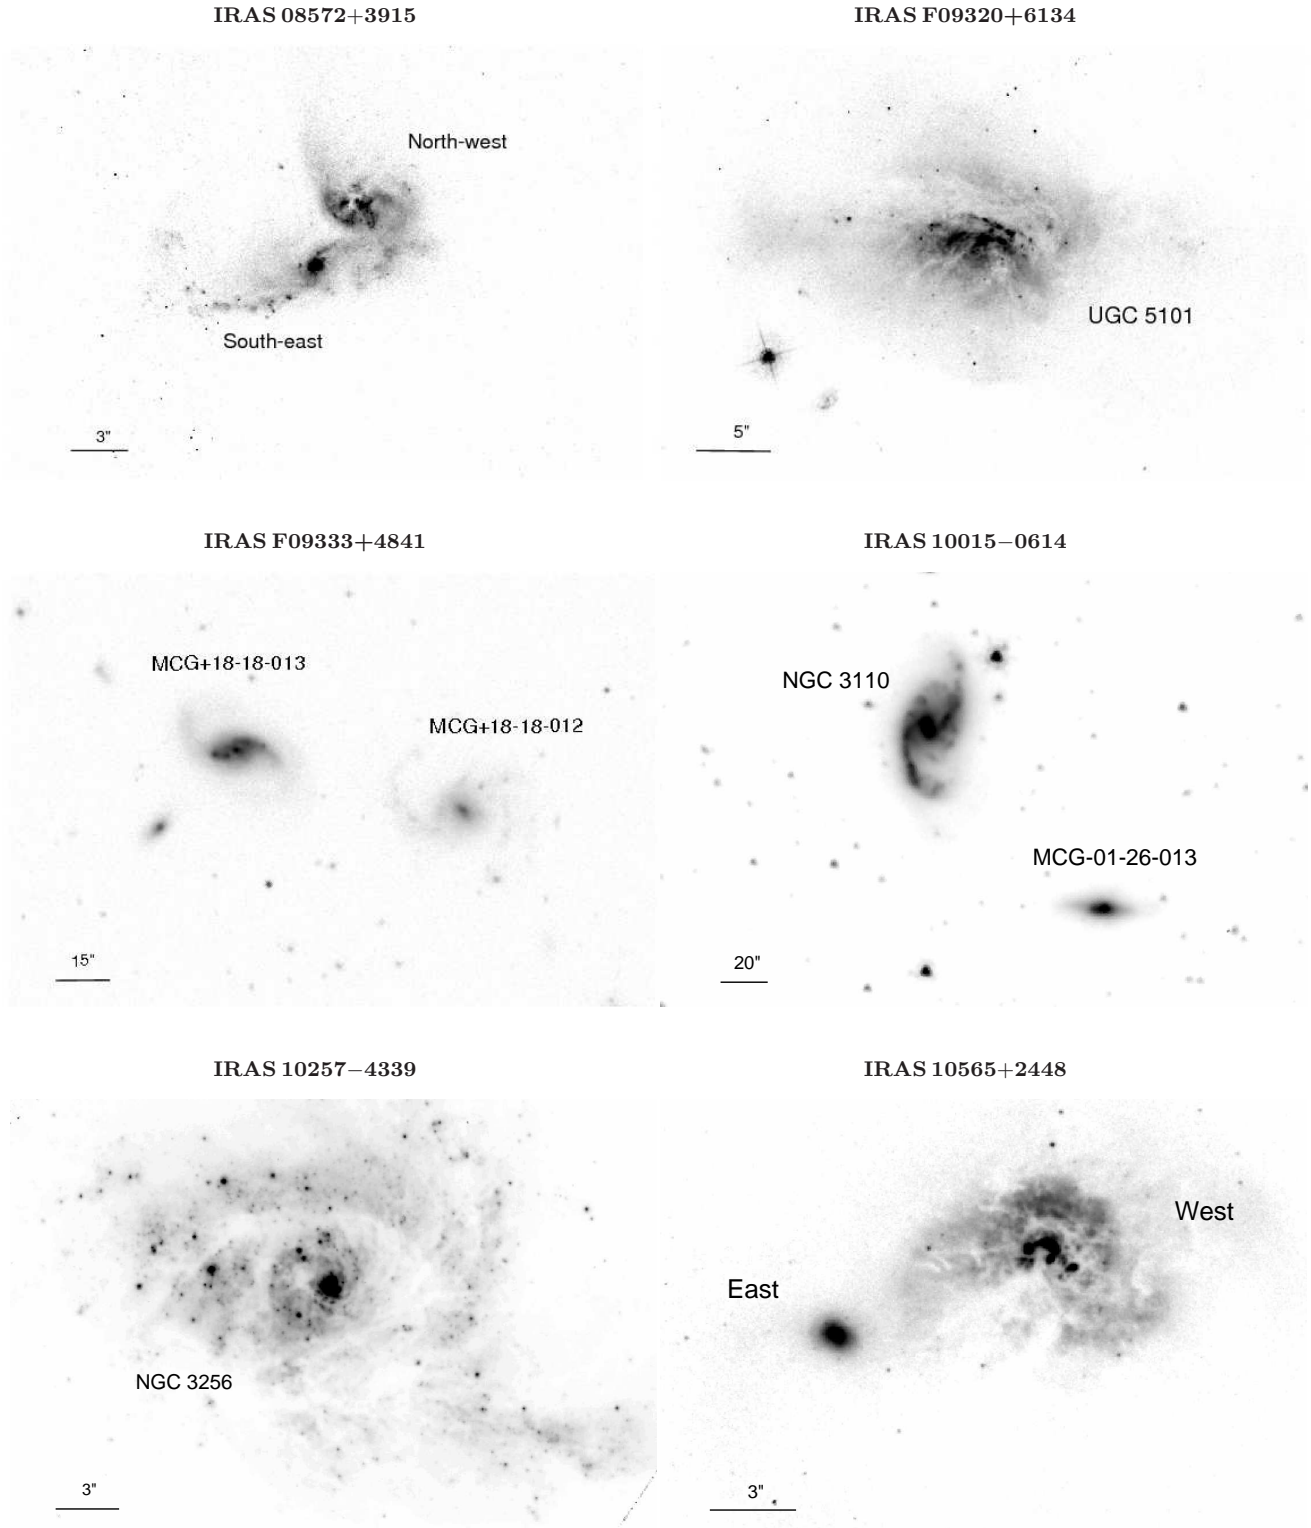 IRAS 08572+3915
North-west
South-east
3"
IRAS F09320+6134
UGC 5101
5"
IRAS F09333+4841
MCG+18-18-013
MCG+18-18-012
15"
IRAS 10015−0614
NGC 3110
MCG-01-26-013
20"
IRAS 10257−4339
NGC 3256
3"
IRAS 10565+2448
West
East
3"